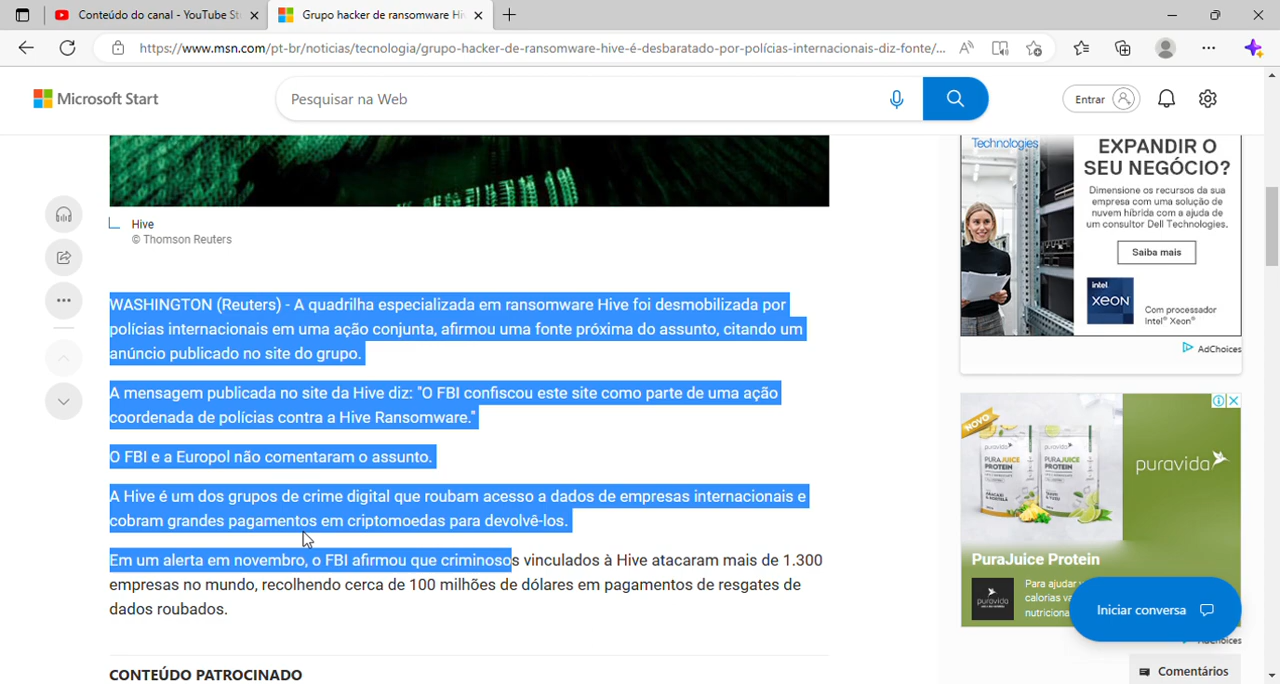 Conteúdo do canal - YouTube St
Grupo hacker de ransomware Hi
https://www.msn.com/pt-br/noticias/tecnologia/grupo-hacker-de-ransomware-hive-é-desbaratado-por-polícias-internacionais-diz-fonte/...
Microsoft Start
Pesquisar na Web
Entrar
Hive
© Thomson Reuters
WASHINGTON (Reuters) - A quadrilha especializada em ransomware Hive foi desmobilizada por
polícias internacionais em uma ação conjunta, afirmou uma fonte próxima do assunto, citando um
anúncio publicado no site do grupo.
A mensagem publicada no site da Hive diz: "O FBI confiscou este site como parte de uma ação
coordenada de polícias contra a Hive Ransomware."
O FBI e a Europol não comentaram o assunto.
A Hive é um dos grupos de crime digital que roubam acesso a dados de empresas internacionais e
cobram grandes pagamentos em criptomoedas para devolvê-los.
Em um alerta em novembro, o FBI afirmou que criminosos vinculados à Hive atacaram mais de 1.300
empresas no mundo, recolhendo cerca de 100 milhões de dólares em pagamentos de resgates de
dados roubados.
CONTEÚDO PATROCINADO
Technologies
EXPANDIR O
SEU NEGÓCIO?
Dimensione os recursos da sua
empresa com uma solução de
nuvem híbrida com a ajuda de
um consultor Dell Technologies.
Saiba mais
intel
XEON
Com processador
Intel® Xeon®
AdChoices
NOVO
puravida
PURAJUICE
PROTEIN
PURAJUICE
PROTEIN
PuraJuice Protein
puravida
Para ajudar
calorias va
nutriciona
Iniciar conversa
AdChoices
Comentários